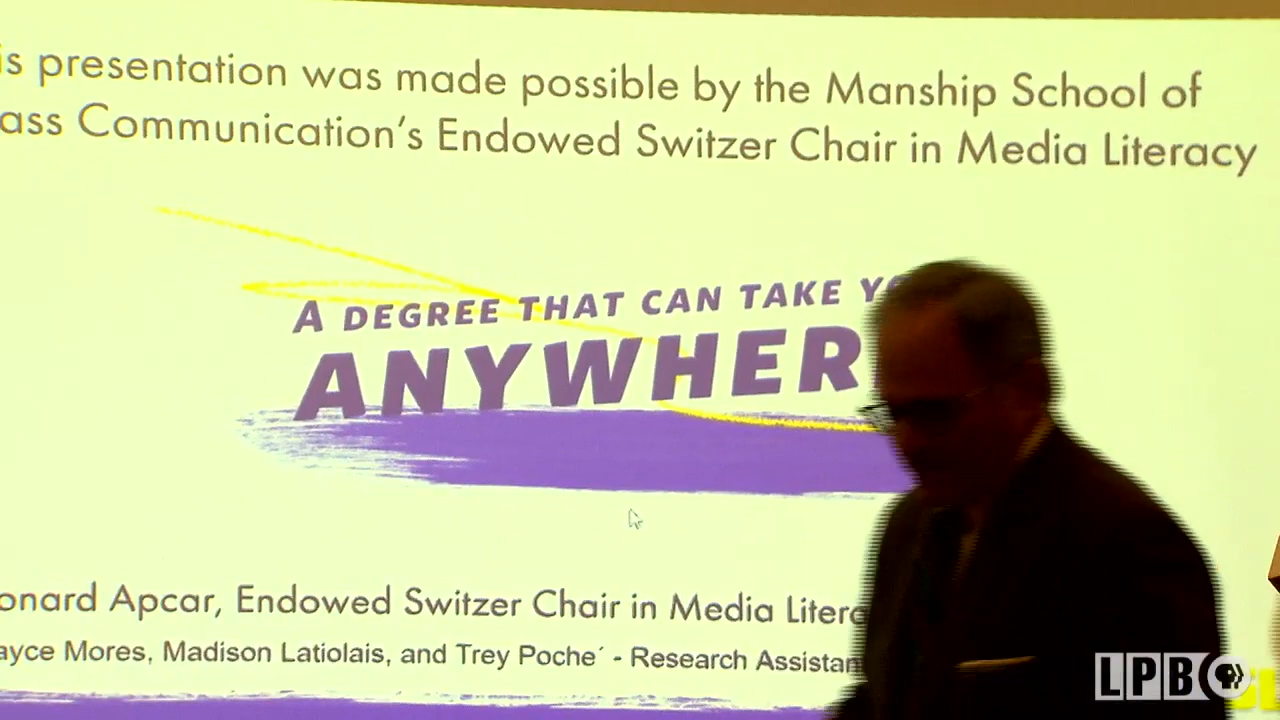 is presentation was made possible by the Manship School of
ass Communication's Endowed Switzer Chair in Media Literacy
A DEGREE THAT CAN TAKE YO
ANYWHER
onard Apcar, Endowed Switzer Chair in Media Litera
ayce Mores, Madison Latiolais, and Trey Poche´ - Research Assistan
LPB